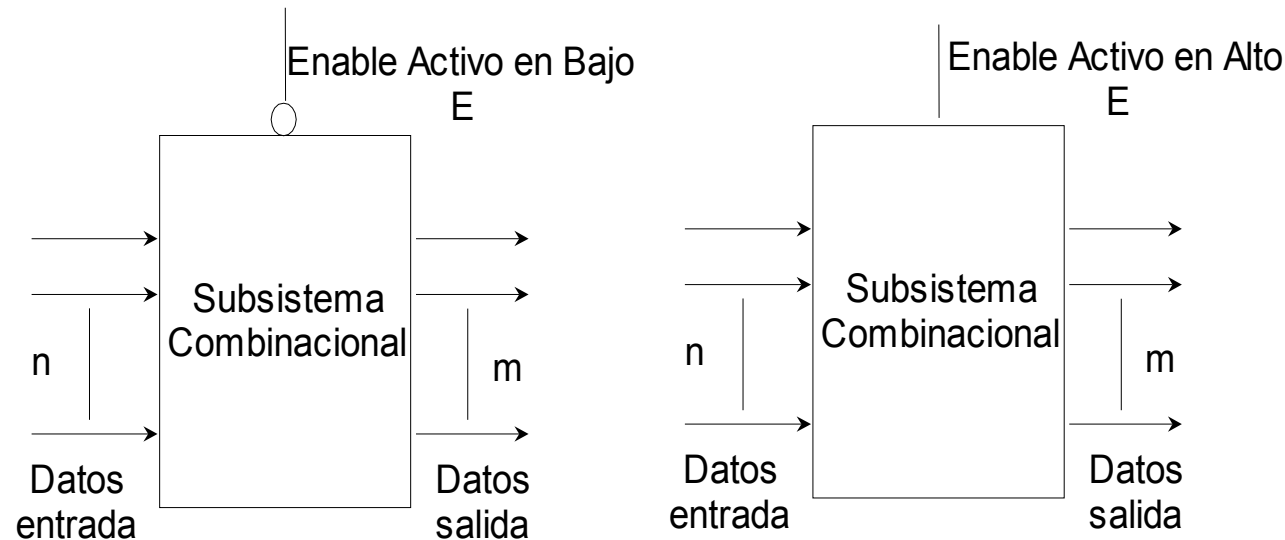 Enable Activo en Bajo
E
Subsistema
Combinacional
n
m
Datos
entrada
Datos
salida
Enable Activo en Alto
E
Subsistema
Combinacional
n
m
Datos
entrada
Datos
salida